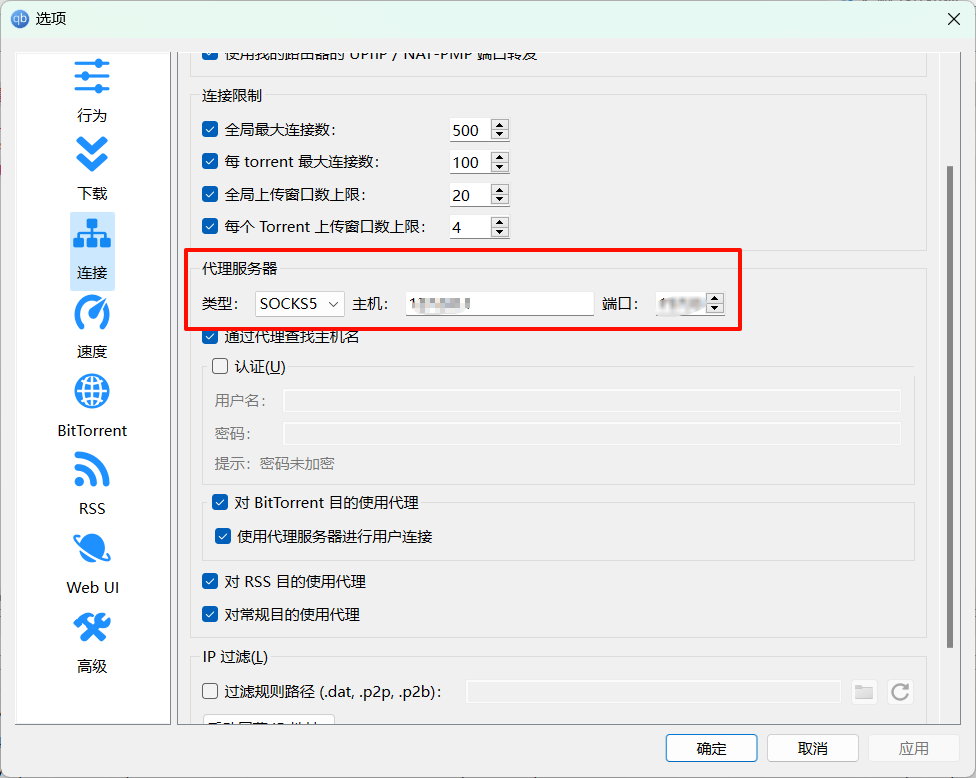 qb 选项
使用我的路由器的 UPnP / NAT-PMP 端口转发
行为
下载
连接
速度
BitTorrent
RSS
Web UI
高级
连接限制
全局最大连接数: 500
每 torrent 最大连接数: 100
全局上传窗口数上限: 20
每个 Torrent 上传窗口数上限: 4
代理服务器
类型: SOCKS5 主机: 端口:
通过代理查找主机名
认证(U)
用户名:
密码:
提示: 密码未加密
对 BitTorrent 目的使用代理
使用代理服务器进行用户连接
对 RSS 目的使用代理
对常规目的使用代理
IP 过滤(L)
过滤规则路径 (.dat, .p2p, .p2b):
确定 取消 应用